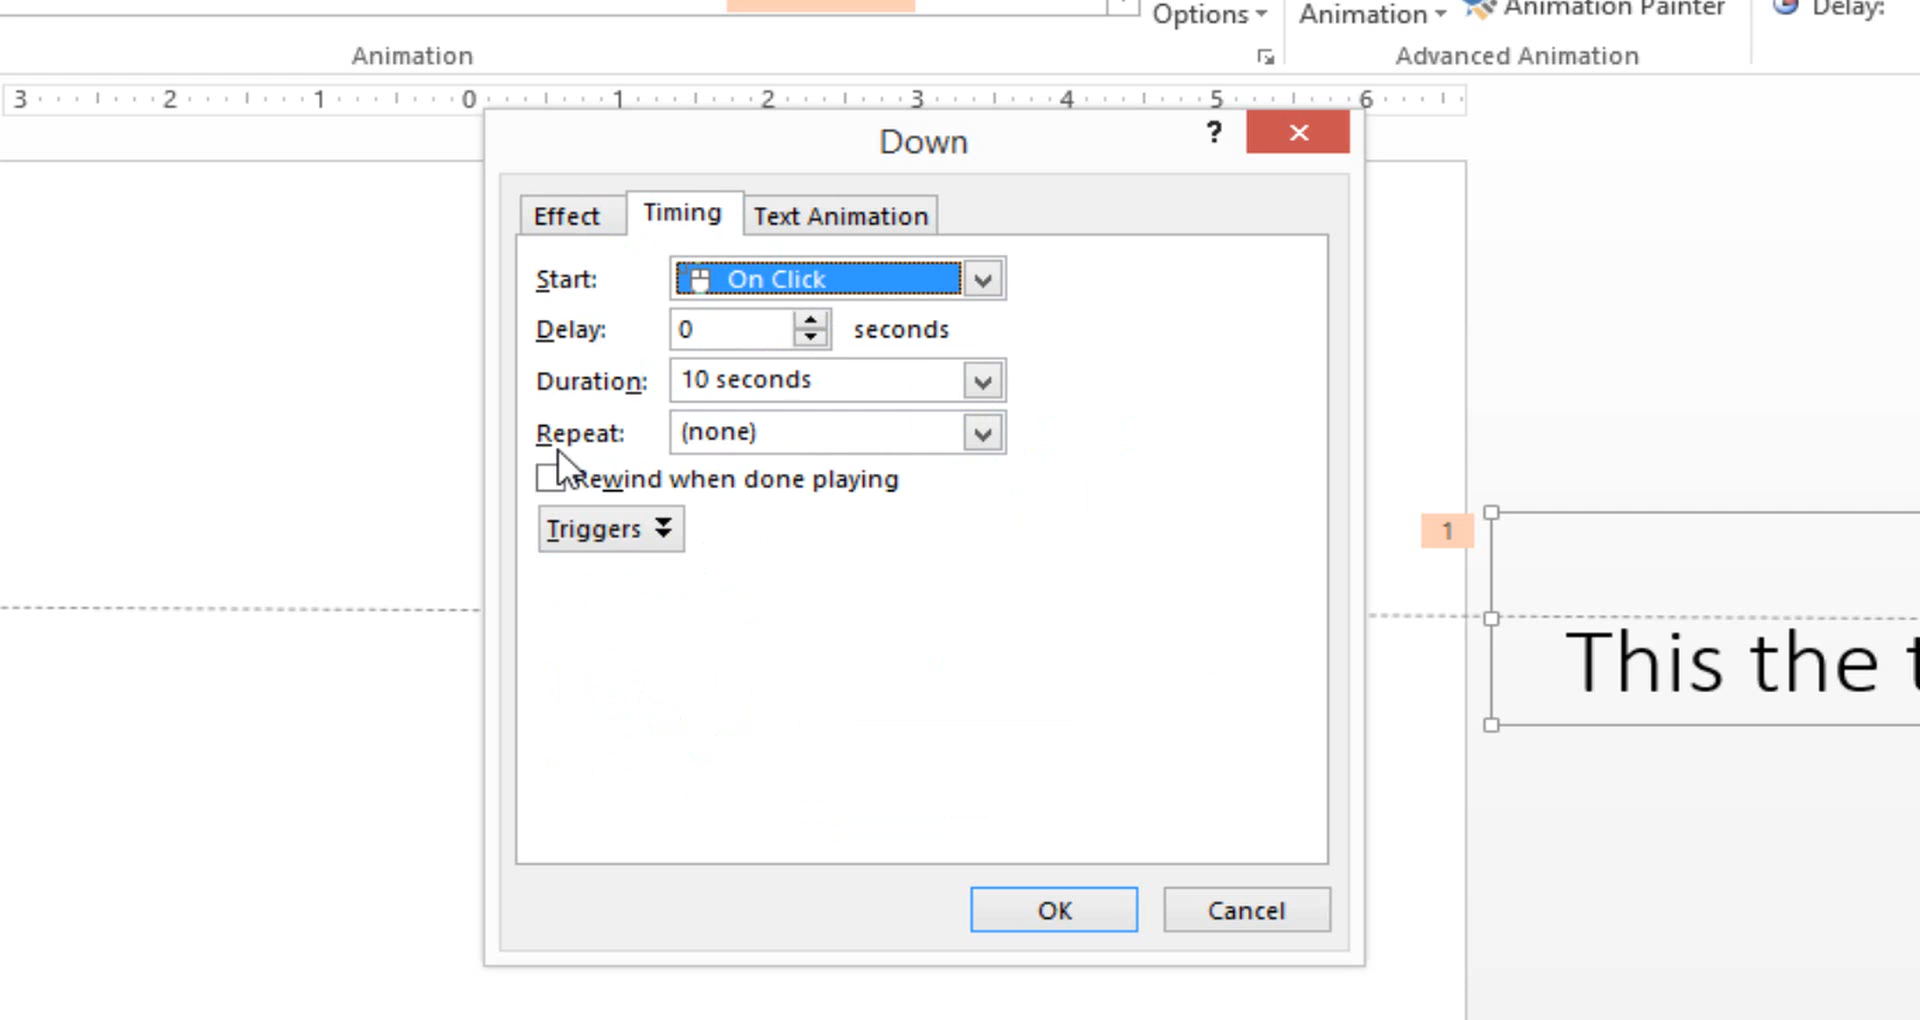 Options
Animation
Animation Painter
Delay:
Animation
Advanced Animation
3 2 1 0 1 2 3 4 5 6
Down
?
Effect
Timing
Text Animation
Start:
On Click
Delay:
0
seconds
Duration:
10 seconds
Repeat:
(none)
Rewind when done playing
Triggers
1
This the t
OK
Cancel